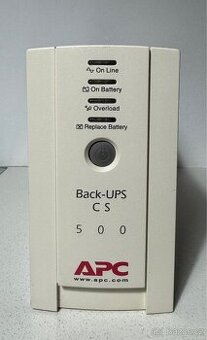 On Line
On Battery
Overload
Replace Battery
Back-UPS
CS
500
APC
www.apc.com